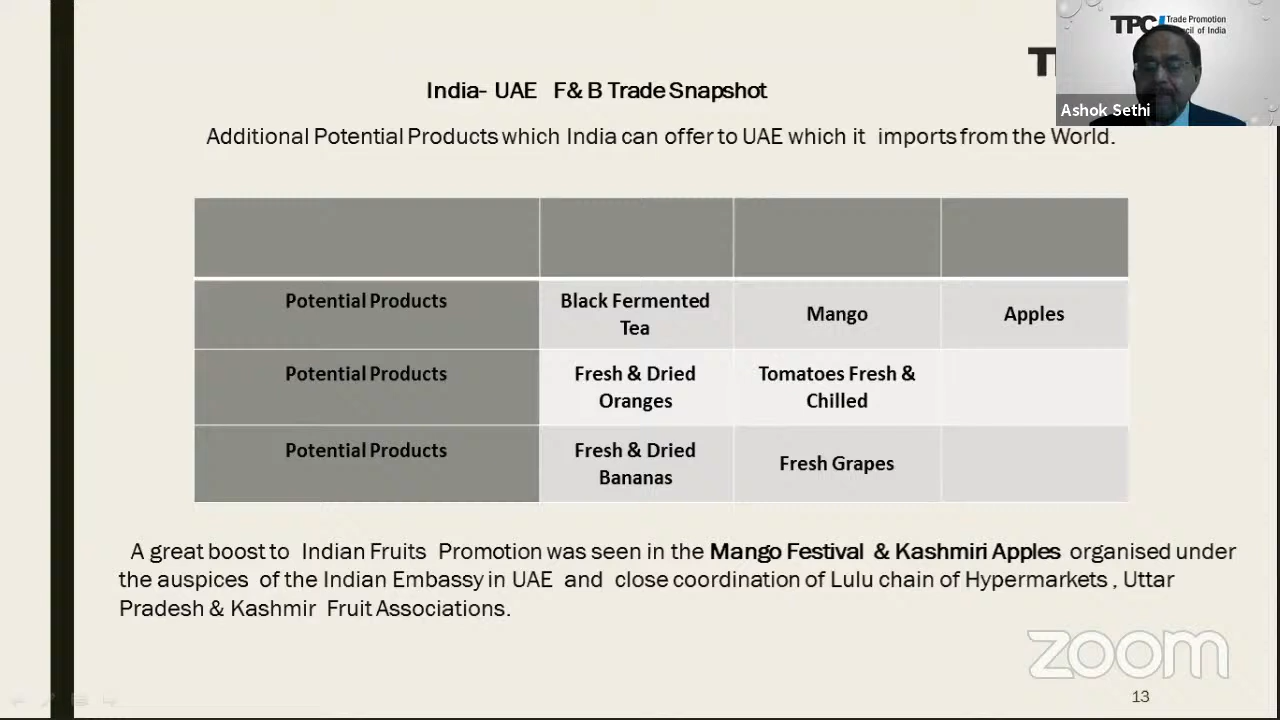 TPCI Trade Promotion
Council of India
Ashok Sethi
India- UAE F& B Trade Snapshot
Additional Potential Products which India can offer to UAE which it imports from the World.
Potential Products Black Fermented Tea Mango Apples
Potential Products Fresh & Dried Oranges Tomatoes Fresh & Chilled
Potential Products Fresh & Dried Bananas Fresh Grapes
A great boost to Indian Fruits Promotion was seen in the Mango Festival & Kashmiri Apples organised under
the auspices of the Indian Embassy in UAE and close coordination of Lulu chain of Hypermarkets , Uttar
Pradesh & Kashmir Fruit Associations.
zoom
13